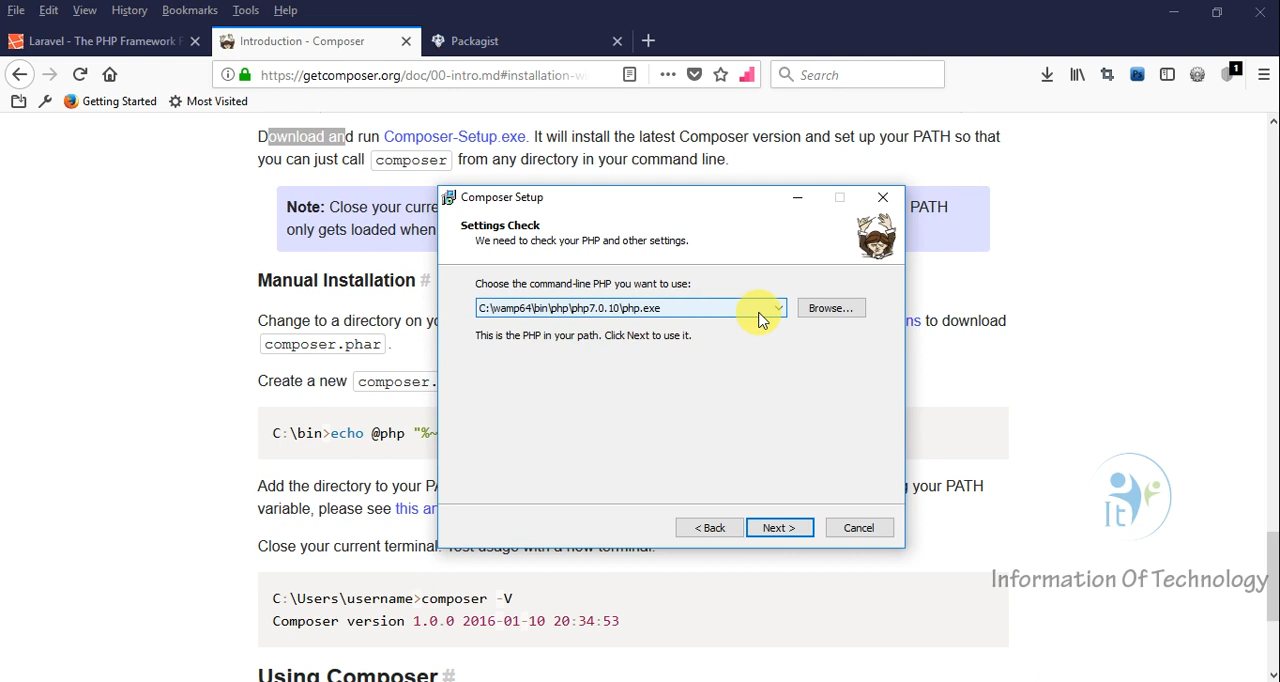 File Edit View History Bookmarks Tools Help
Laravel - The PHP Framework F
Introduction - Composer
Packagist
https://getcomposer.org/doc/00-intro.md#installation-w
Search
1
Getting Started Most Visited
Download and run Composer-Setup.exe. It will install the latest Composer version and set up your PATH so that
you can just call composer from any directory in your command line.
Note: Close your curre
PATH
only gets loaded when
Composer Setup
Settings Check
We need to check your PHP and other settings.
Choose the command-line PHP you want to use:
C:\wamp64\bin\php\php7.0.10\php.exe
Browse...
This is the PHP in your path. Click Next to use it.
< Back Next > Cancel
Manual Installation #
Change to a directory on yo
ns to download
composer.phar .
Create a new composer.
C:\bin>echo @php "%~
Add the directory to your PA
g your PATH
variable, please see this ar
Close your current terminal. Test usage with a new terminal.
C:\Users\username>composer -V
Composer version 1.0.0 2016-01-10 20:34:53
Using Composer #
It
Information Of Technology